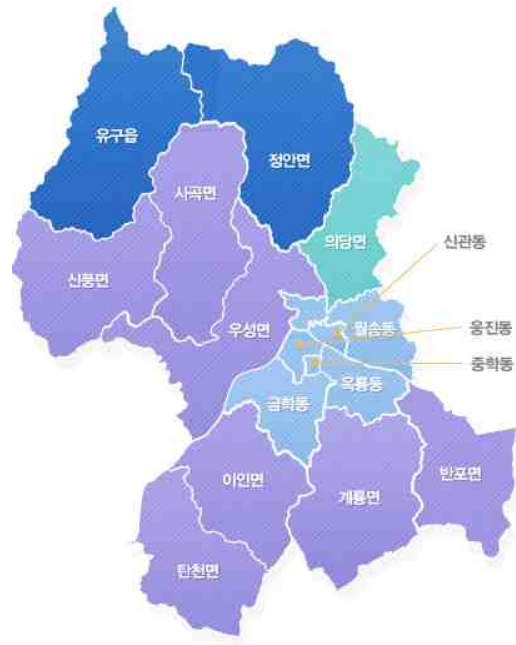 유구읍
정안면
사곡면
의당면
신관동
신풍면
우성면
월송동
웅진동
중학동
옥룡동
금학동
반포면
이인면
계룡면
탄천면